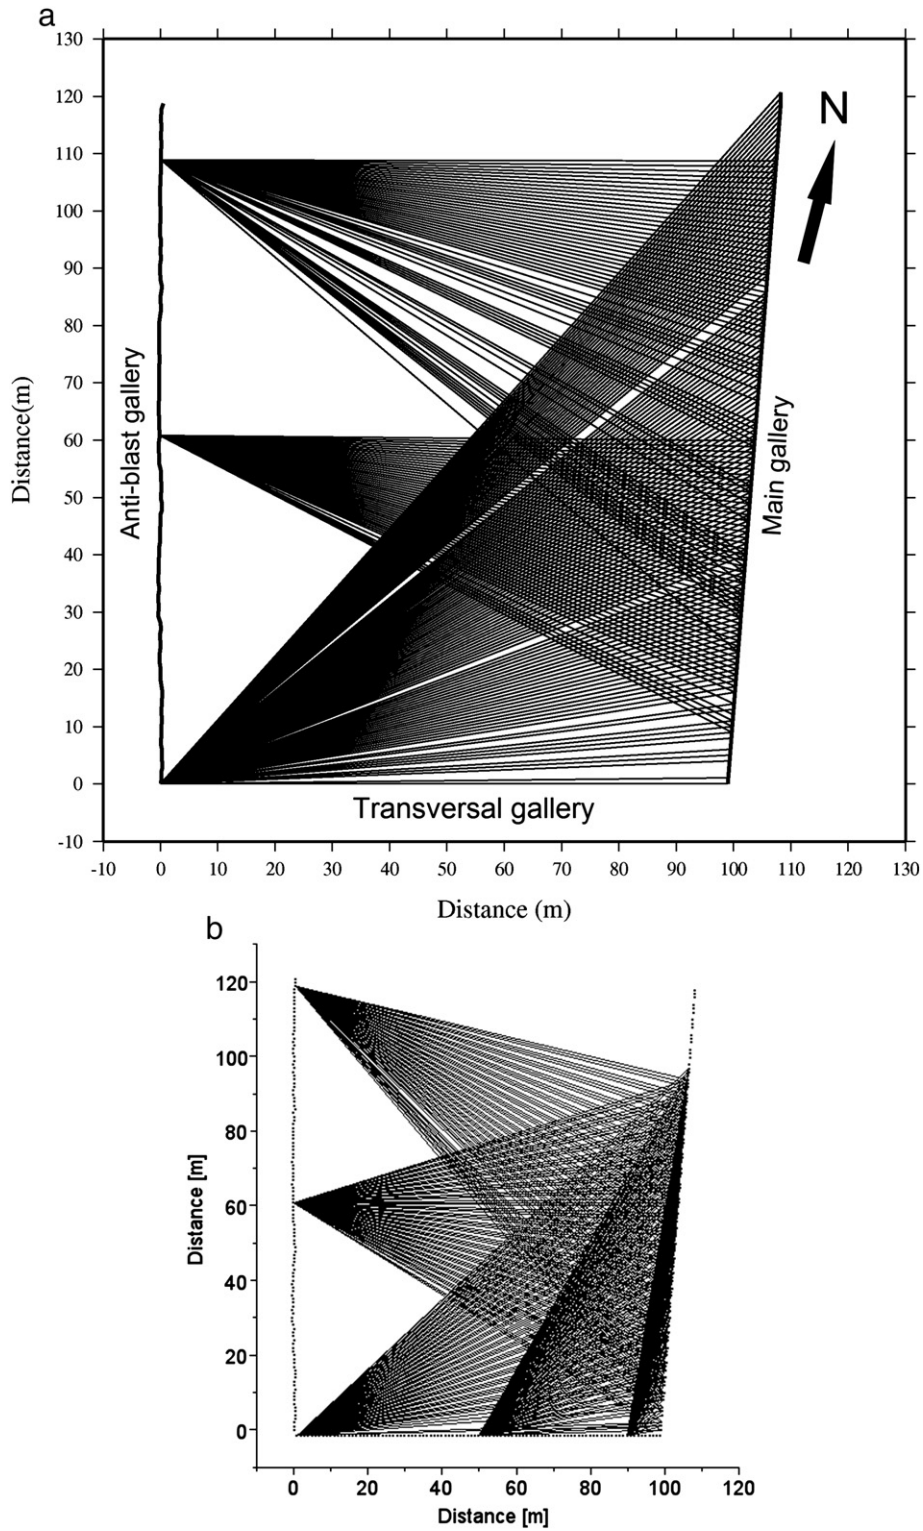 a
130
120
110
100
90
80
70
60
50
40
30
20
10
0
-10
Distance(m)
Anti-blast gallery
N
Main gallery
Transversal gallery
-10 0 10 20 30 40 50 60 70 80 90 100 110 120 130
Distance (m)
b
120
100
80
60
40
20
0
Distance [m]
0 20 40 60 80 100 120
Distance [m]